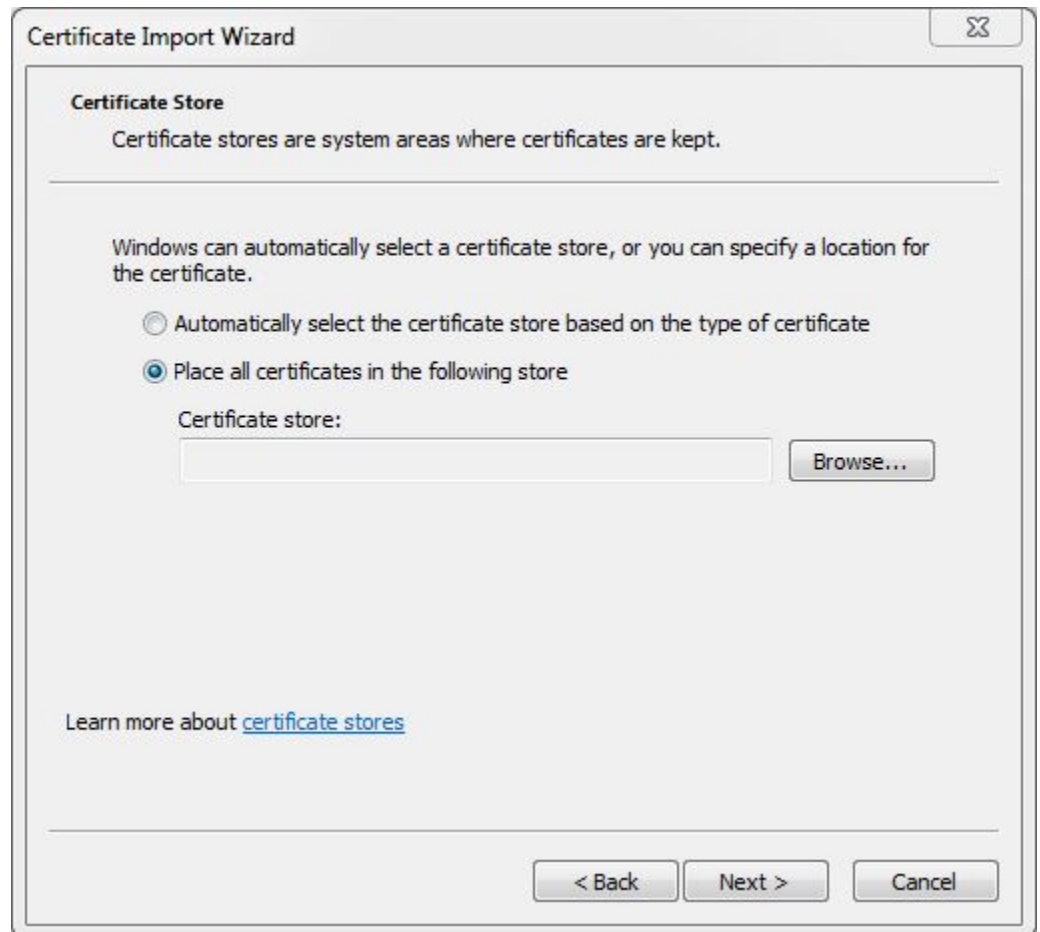 Certificate Import Wizard
Certificate Store
Certificate stores are system areas where certificates are kept.
Windows can automatically select a certificate store, or you can specify a location for
the certificate.
Automatically select the certificate store based on the type of certificate
Place all certificates in the following store
Certificate store:
Browse...
Learn more about certificate stores
< Back
Next >
Cancel